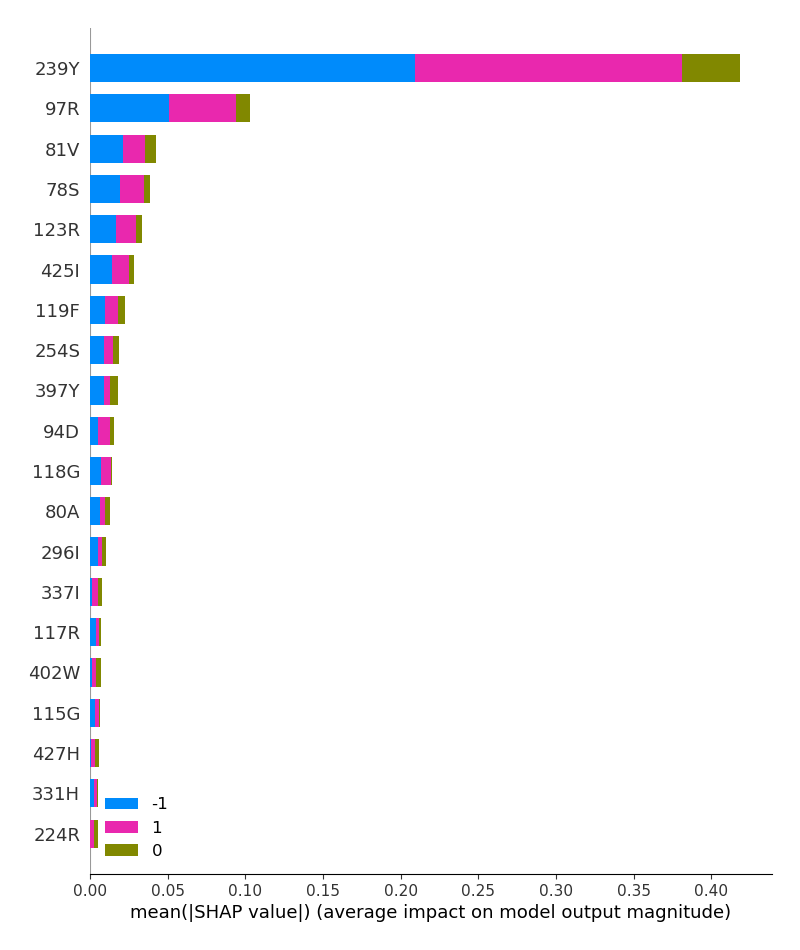 239Y
97R
81V
78S
123R
425I
119F
254S
397Y
94D
118G
80A
296I
337I
117R
402W
115G
427H
331H
224R
-1
1
0
0.00 0.05 0.10 0.15 0.20 0.25 0.30 0.35 0.40
mean(|SHAP value|) (average impact on model output magnitude)